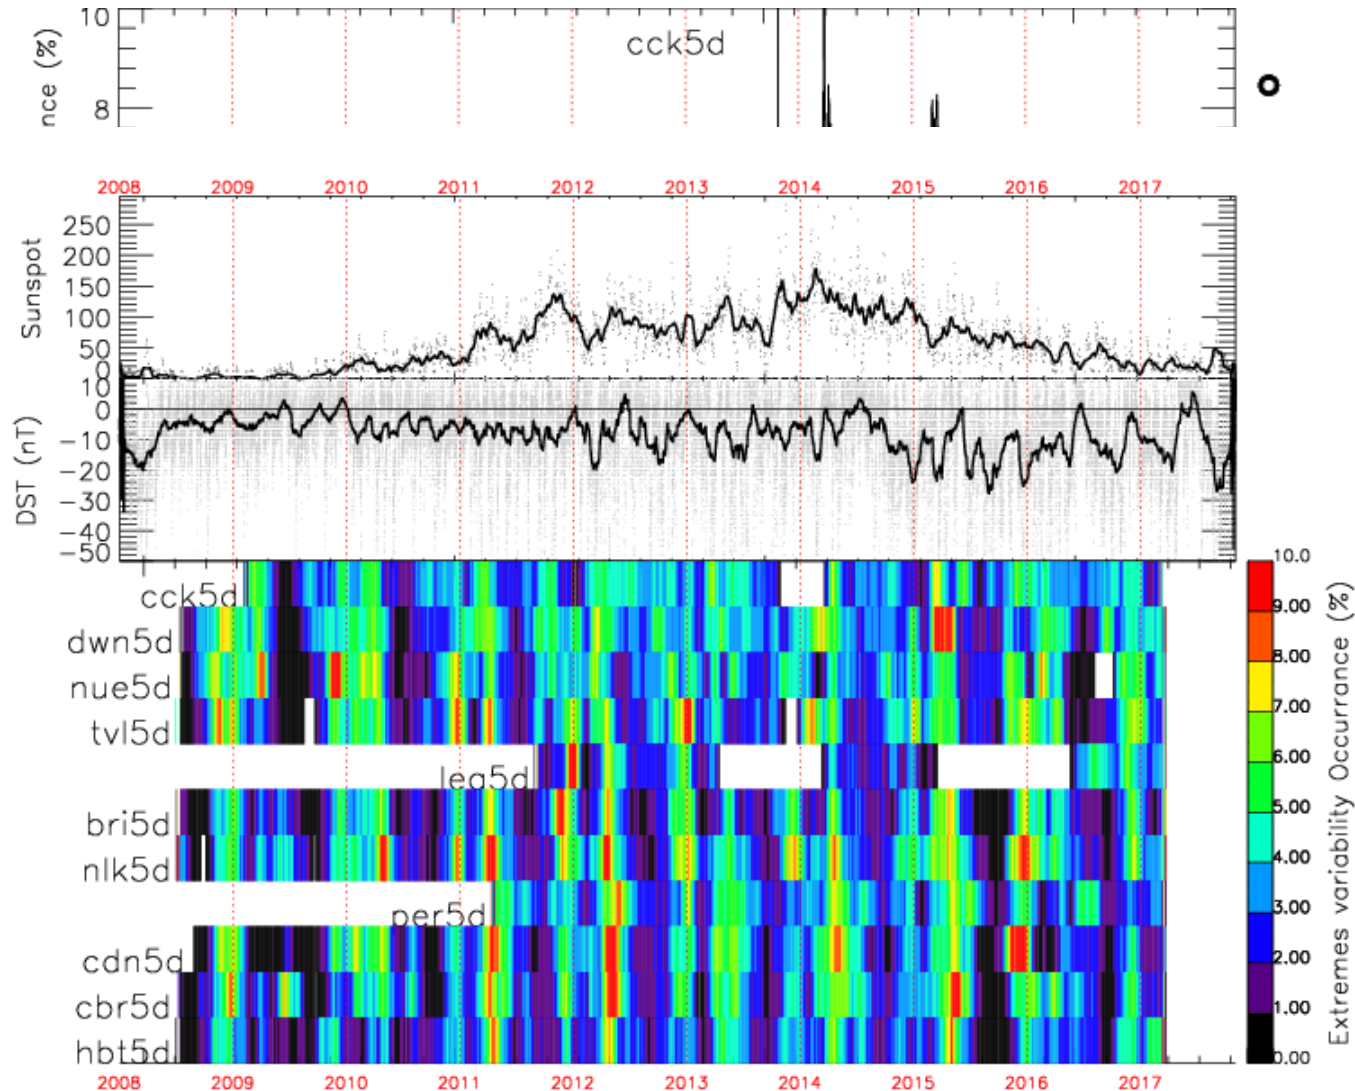 10
cck5d
nce (%)
8
2008 2009 2010 2011 2012 2013 2014 2015 2016 2017
Sunspot
250
200
150
100
50
0
DST (nT)
10
0
-10
-20
-30
-40
-50
cck5d
dwn5d
nue5d
tvl5d
lea5d
bri5d
nlk5d
per5d
cdn5d
cbr5d
hbt5d
2008 2009 2010 2011 2012 2013 2014 2015 2016 2017
10.0
9.00
8.00
7.00
6.00
5.00
4.00
3.00
2.00
1.00
0.00
Extremes variability Occurrance (%)